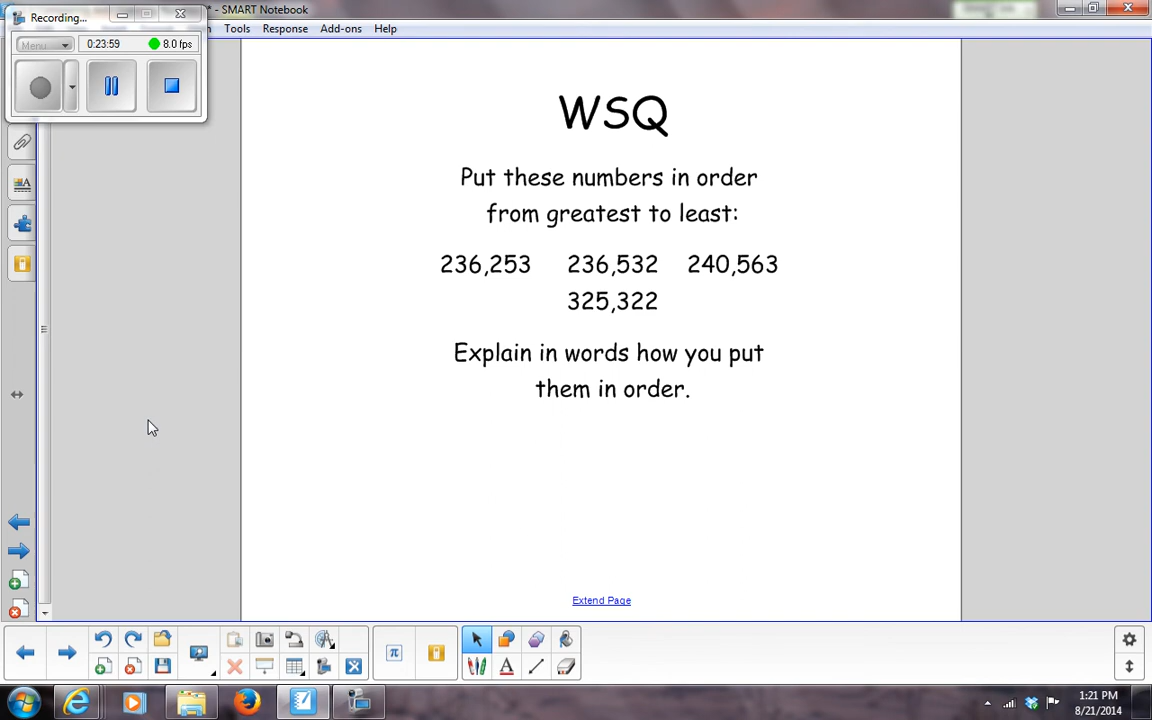 Recording...
* - SMART Notebook
Menu
0:23:59
8.0 fps
Tools Response Add-ons Help
WSQ
Put these numbers in order
from greatest to least:
236,253 236,532 240,563
325,322
Explain in words how you put
them in order.
Extend Page
1:21 PM
8/21/2014